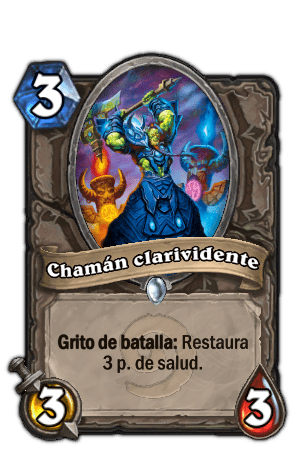 3
Chamán clarividente
Grito de batalla: Restaura
3 p. de salud.
3
3